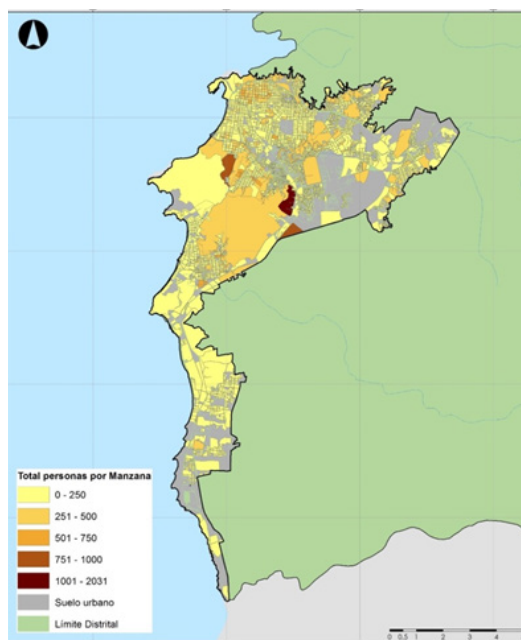 Total personas por Manzana
0 - 250
251 - 500
501 - 750
751 - 1000
1001 - 2031
Suelo urbano
Límite Distrital
0 0.5 1 2 3 4